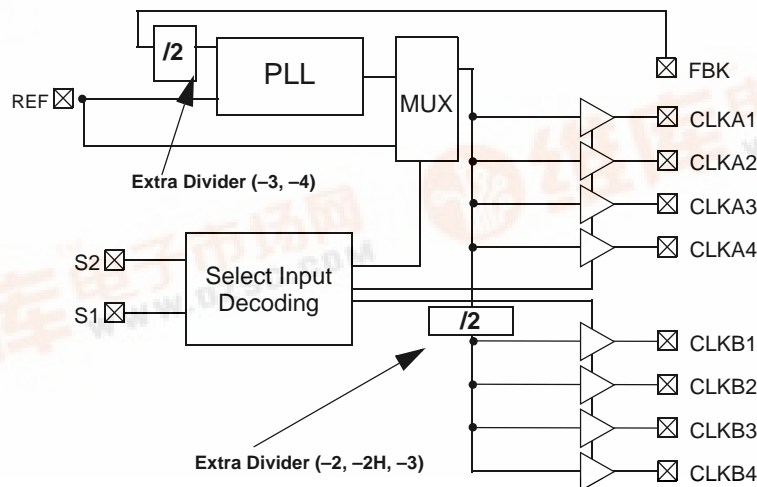 /2
PLL
MUX
FBK
REF
CLKA1
CLKA2
CLKA3
CLKA4
Extra Divider (–3, –4)
S2
S1
Select Input
Decoding
/2
CLKB1
CLKB2
CLKB3
CLKB4
Extra Divider (–2, –2H, –3)